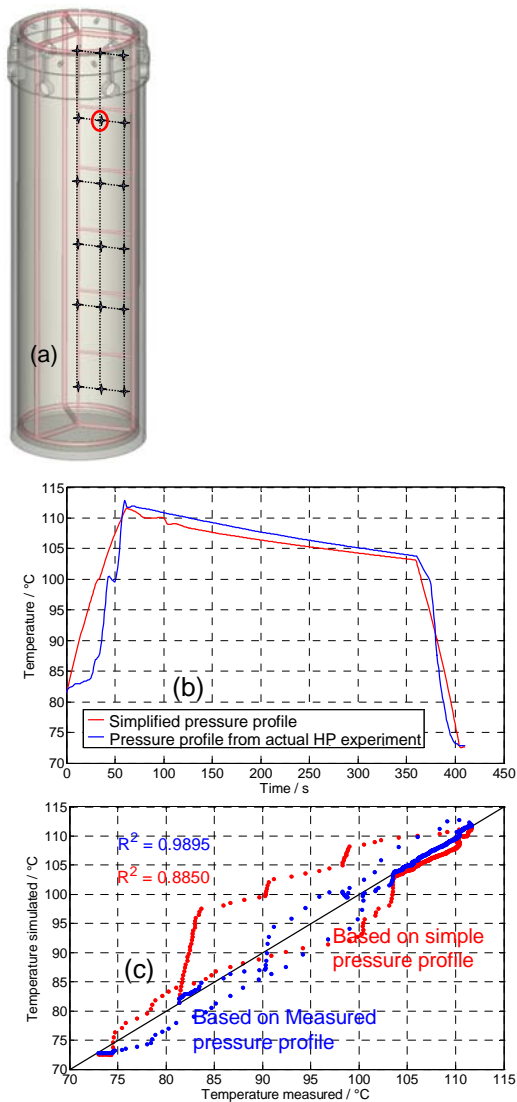 (a)
115
110
105
100
95
90
85
80
75
70
Temperature / °C
(b)
Simplified pressure profile
Pressure profile from actual HP experiment
0 50 100 150 200 250 300 350 400 450
Time / s
115
110
105
100
95
90
85
80
75
70
Temperature simulated / °C
R² = 0.9895
R² = 0.8850
(c)
Based on simple
pressure profile
Based on Measured
pressure profile
70 75 80 85 90 95 100 105 110 115
Temperature measured / °C